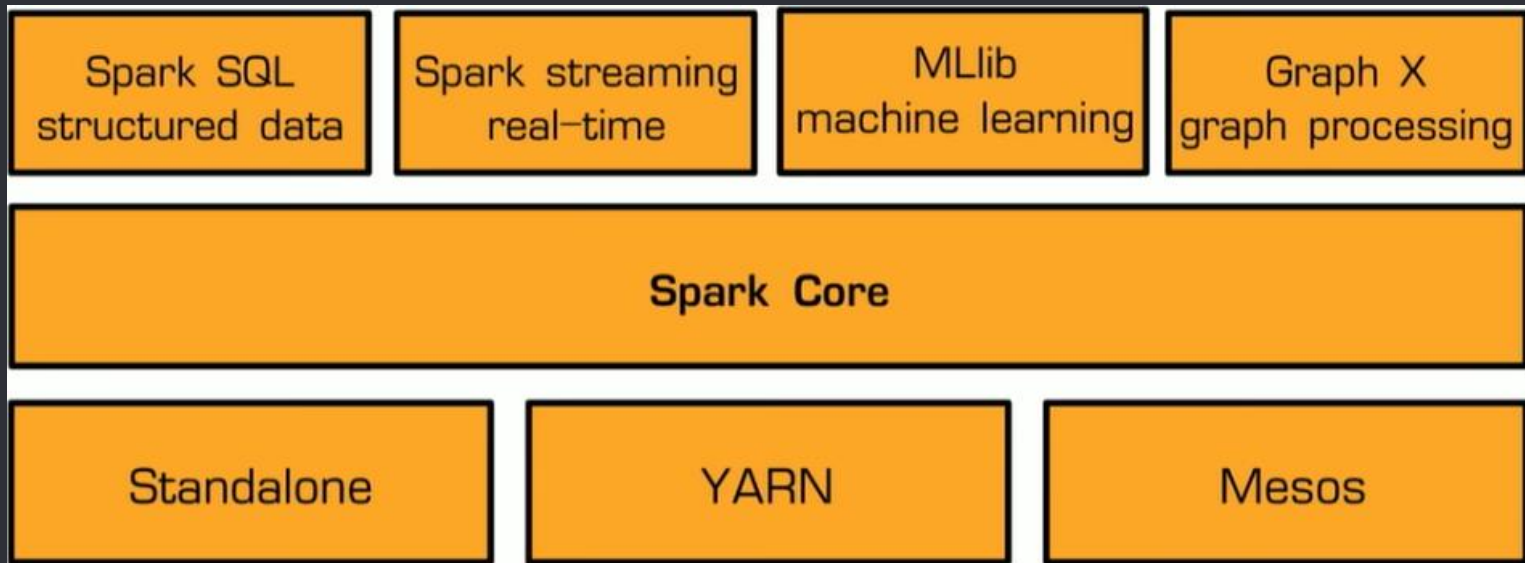 Spark SQL
structured data
Spark streaming
real-time
MLlib
machine learning
Graph X
graph processing
Spark Core
Standalone
YARN
Mesos